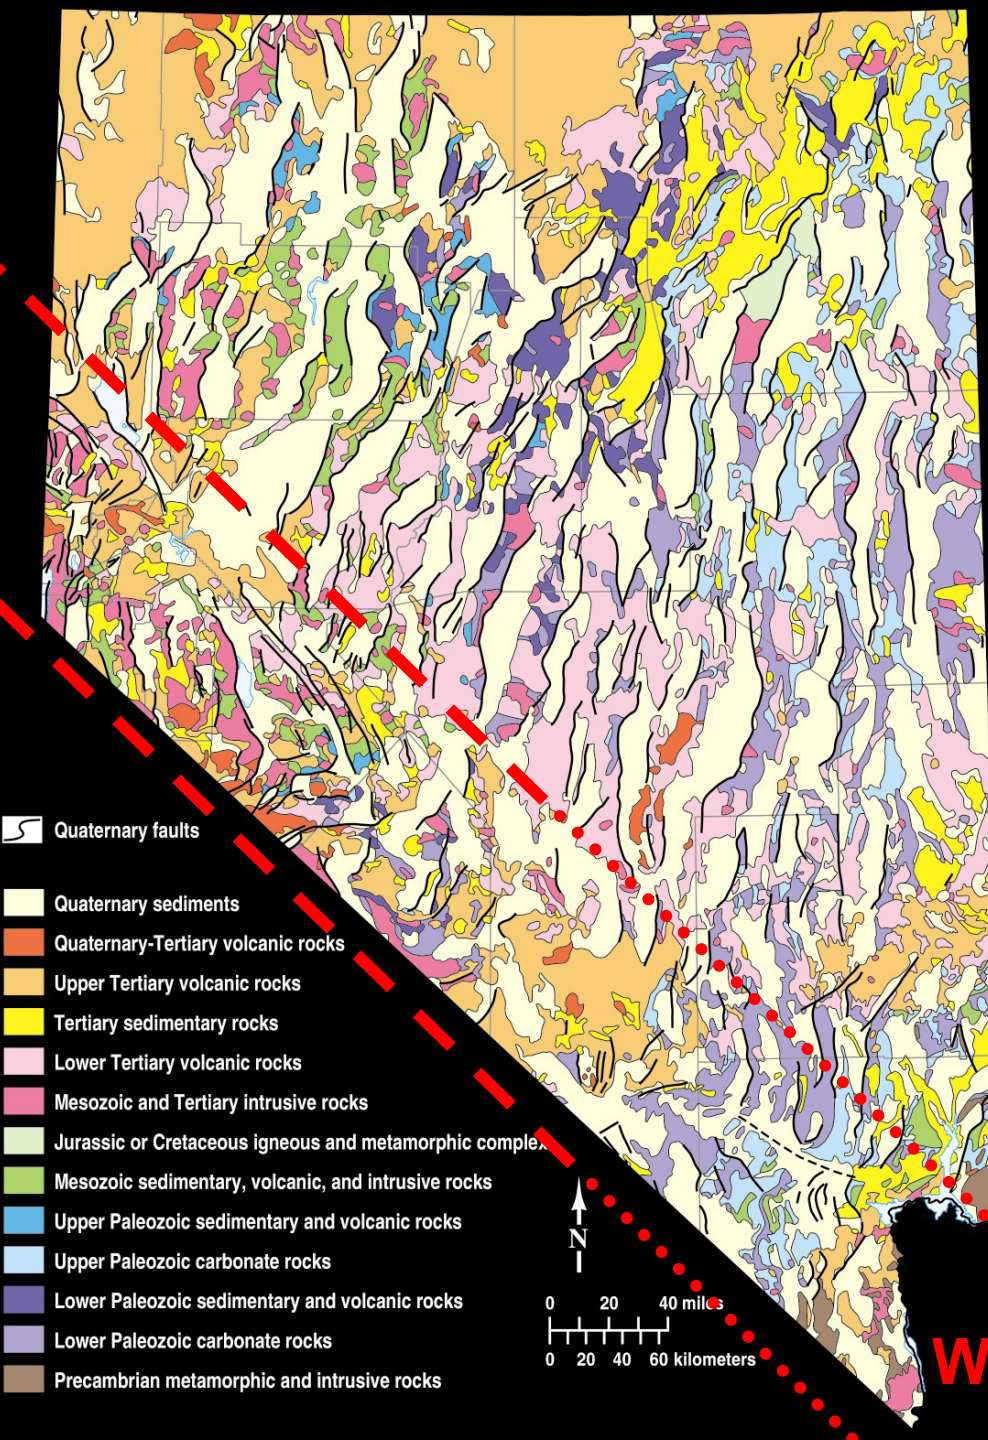 Quaternary faults
Quaternary sediments
Quaternary-Tertiary volcanic rocks
Upper Tertiary volcanic rocks
Tertiary sedimentary rocks
Lower Tertiary volcanic rocks
Mesozoic and Tertiary intrusive rocks
Jurassic or Cretaceous igneous and metamorphic complex
Mesozoic sedimentary, volcanic, and intrusive rocks
Upper Paleozoic sedimentary and volcanic rocks
Upper Paleozoic carbonate rocks
Lower Paleozoic sedimentary and volcanic rocks
Lower Paleozoic carbonate rocks
Precambrian metamorphic and intrusive rocks
N
0 20 40 miles
0 20 40 60 kilometers
W